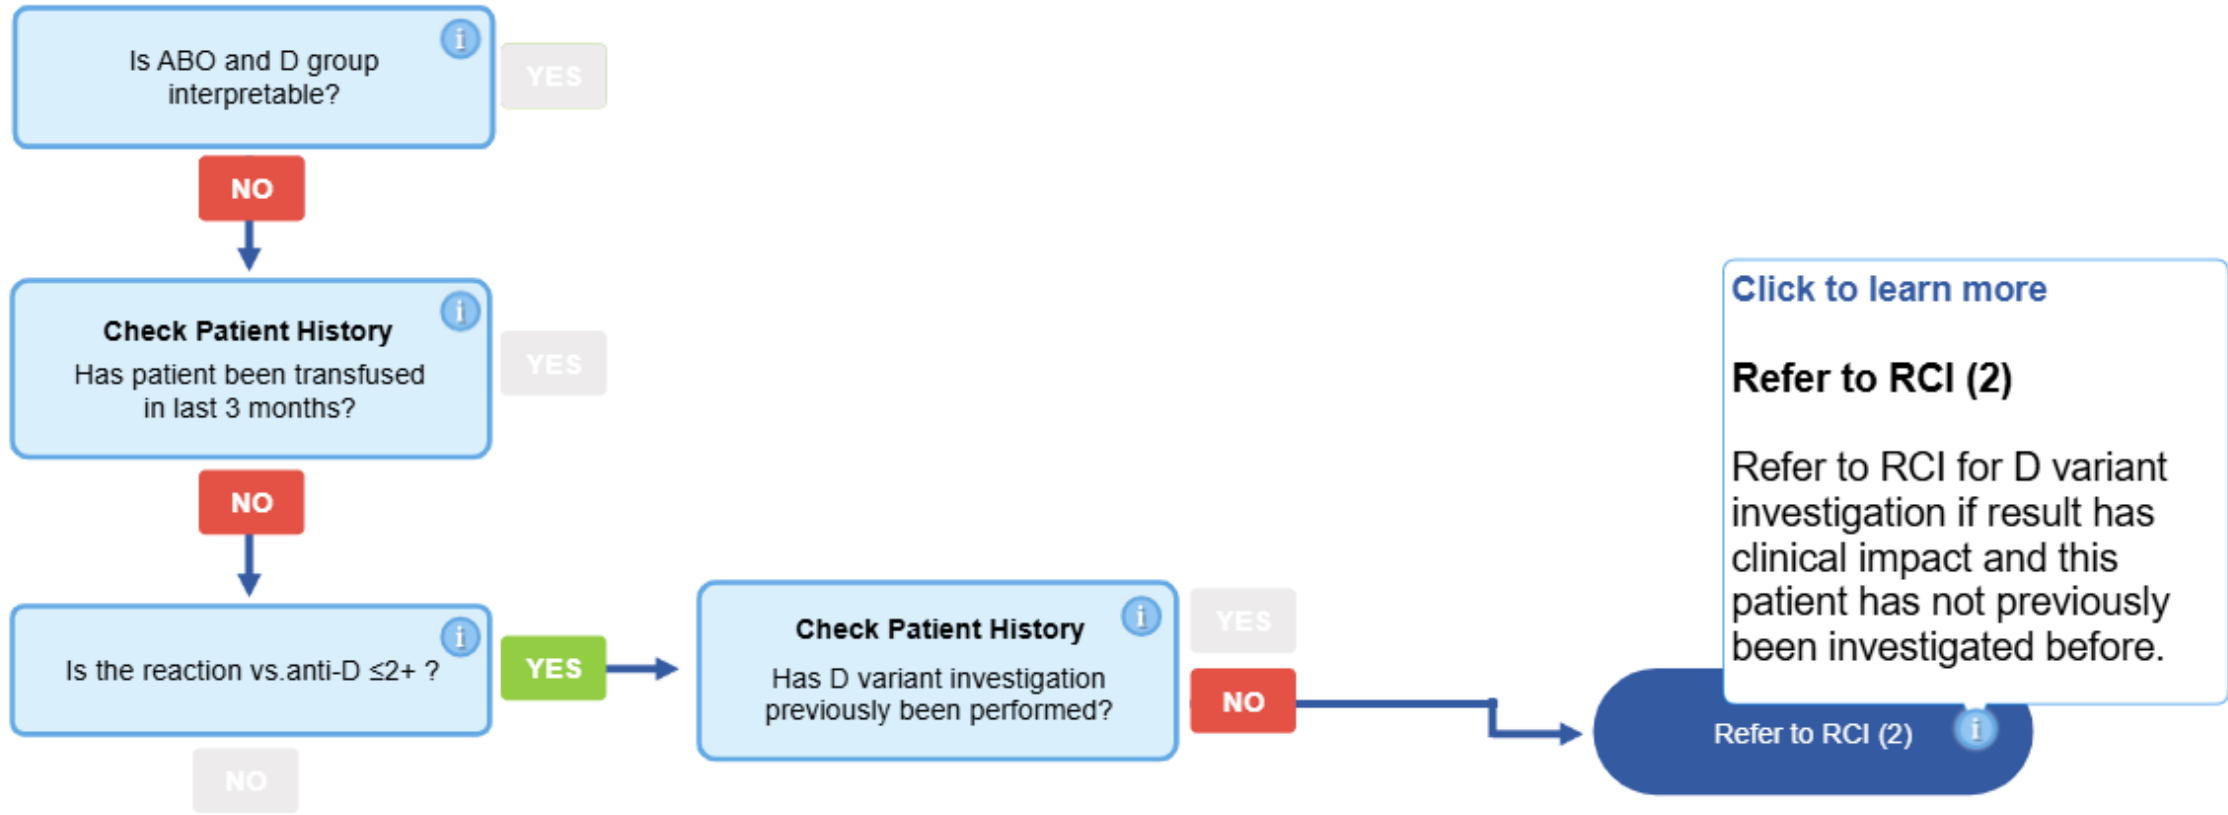 Is ABO and D group
interpretable?
i
YES
NO
Check Patient History
i
Has patient been transfused
in last 3 months?
YES
NO
Is the reaction vs.anti-D ≤2+ ?
i
YES
NO
Check Patient History
i
Has D variant investigation
previously been performed?
YES
NO
Click to learn more
Refer to RCI (2)
Refer to RCI for D variant
investigation if result has
clinical impact and this
patient has not previously
been investigated before.
Refer to RCI (2)
i